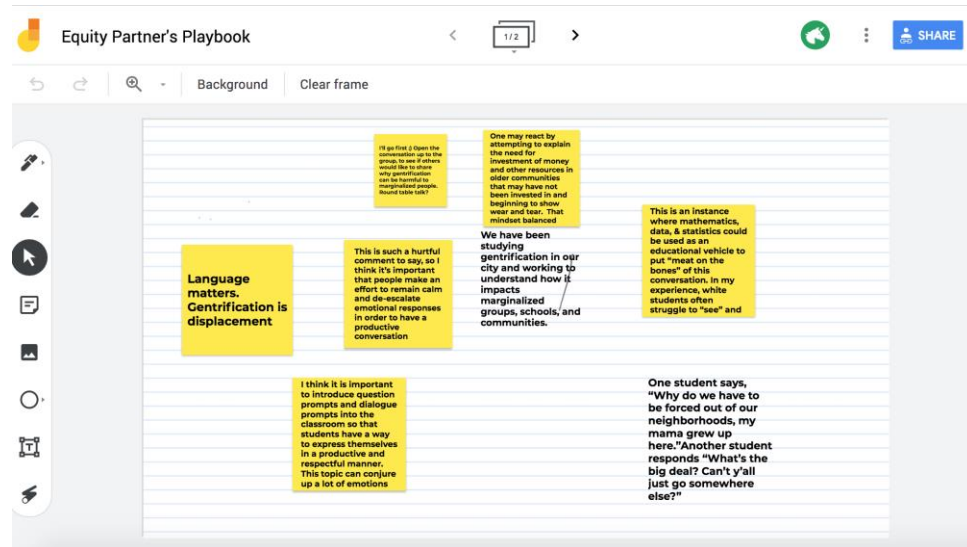 Equity Partner's Playbook
1/2
SHARE
Background
Clear frame
I'll go first :) Open the
conversation up to the
group, to see if others
would like to share
why gentrification
can be harmful to
marginalized people.
Round table talk?
One may react by
attempting to explain
the need for
investment of money
and other resources in
older communities
that may have not
been invested in and
beginning to show
wear and tear. That
mindset balanced
We have been
studying
gentrification in our
city and working to
understand how it
impacts
marginalized
groups, schools, and
communities.
This is an instance
where mathematics,
data, & statistics could
be used as an
educational vehicle to
put "meat on the
bones" of this
conversation. In my
experience, white
students often
struggle to "see" and
Language
matters.
Gentrification is
displacement
This is such a hurtful
comment to say, so I
think it's important
that people make an
effort to remain calm
and de-escalate
emotional responses
in order to have a
productive
conversation
I think it is important
to introduce question
prompts and dialogue
prompts into the
classroom so that
students have a way
to express themselves
in a productive and
respectful manner.
This topic can conjure
up a lot of emotions
One student says,
"Why do we have to
be forced out of our
neighborhoods, my
mama grew up
here."Another student
responds "What's the
big deal? Can't y'all
just go somewhere
else?"